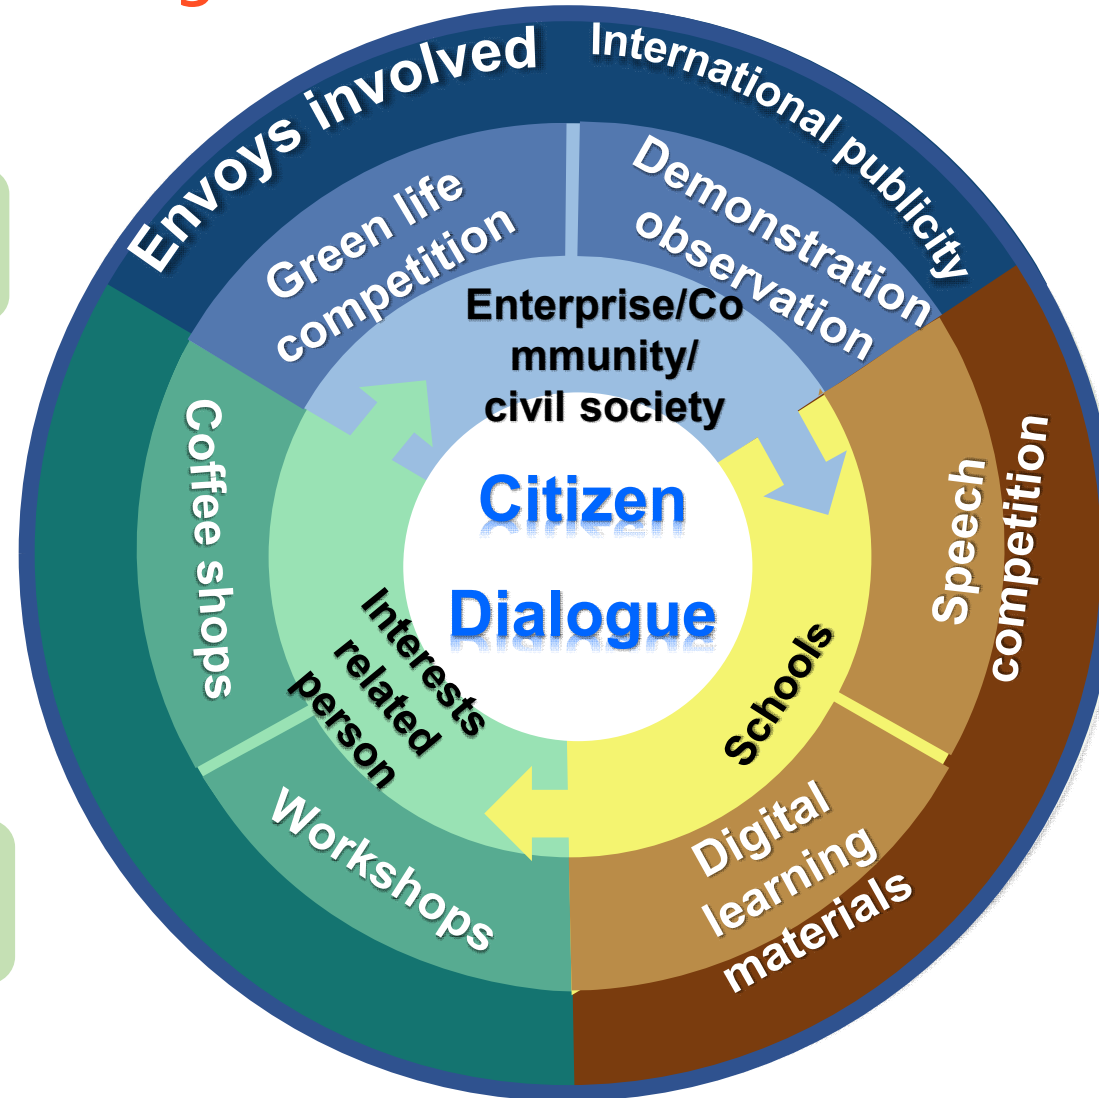 Envoys involved
International publicity
Green life
competition
Demonstration
observation
Enterprise/Co
mmunity/
civil society
Citizen
Dialogue
Coffee shops
Interests
related
person
Schools
Speech
competition
Workshops
Digital
learning
materials